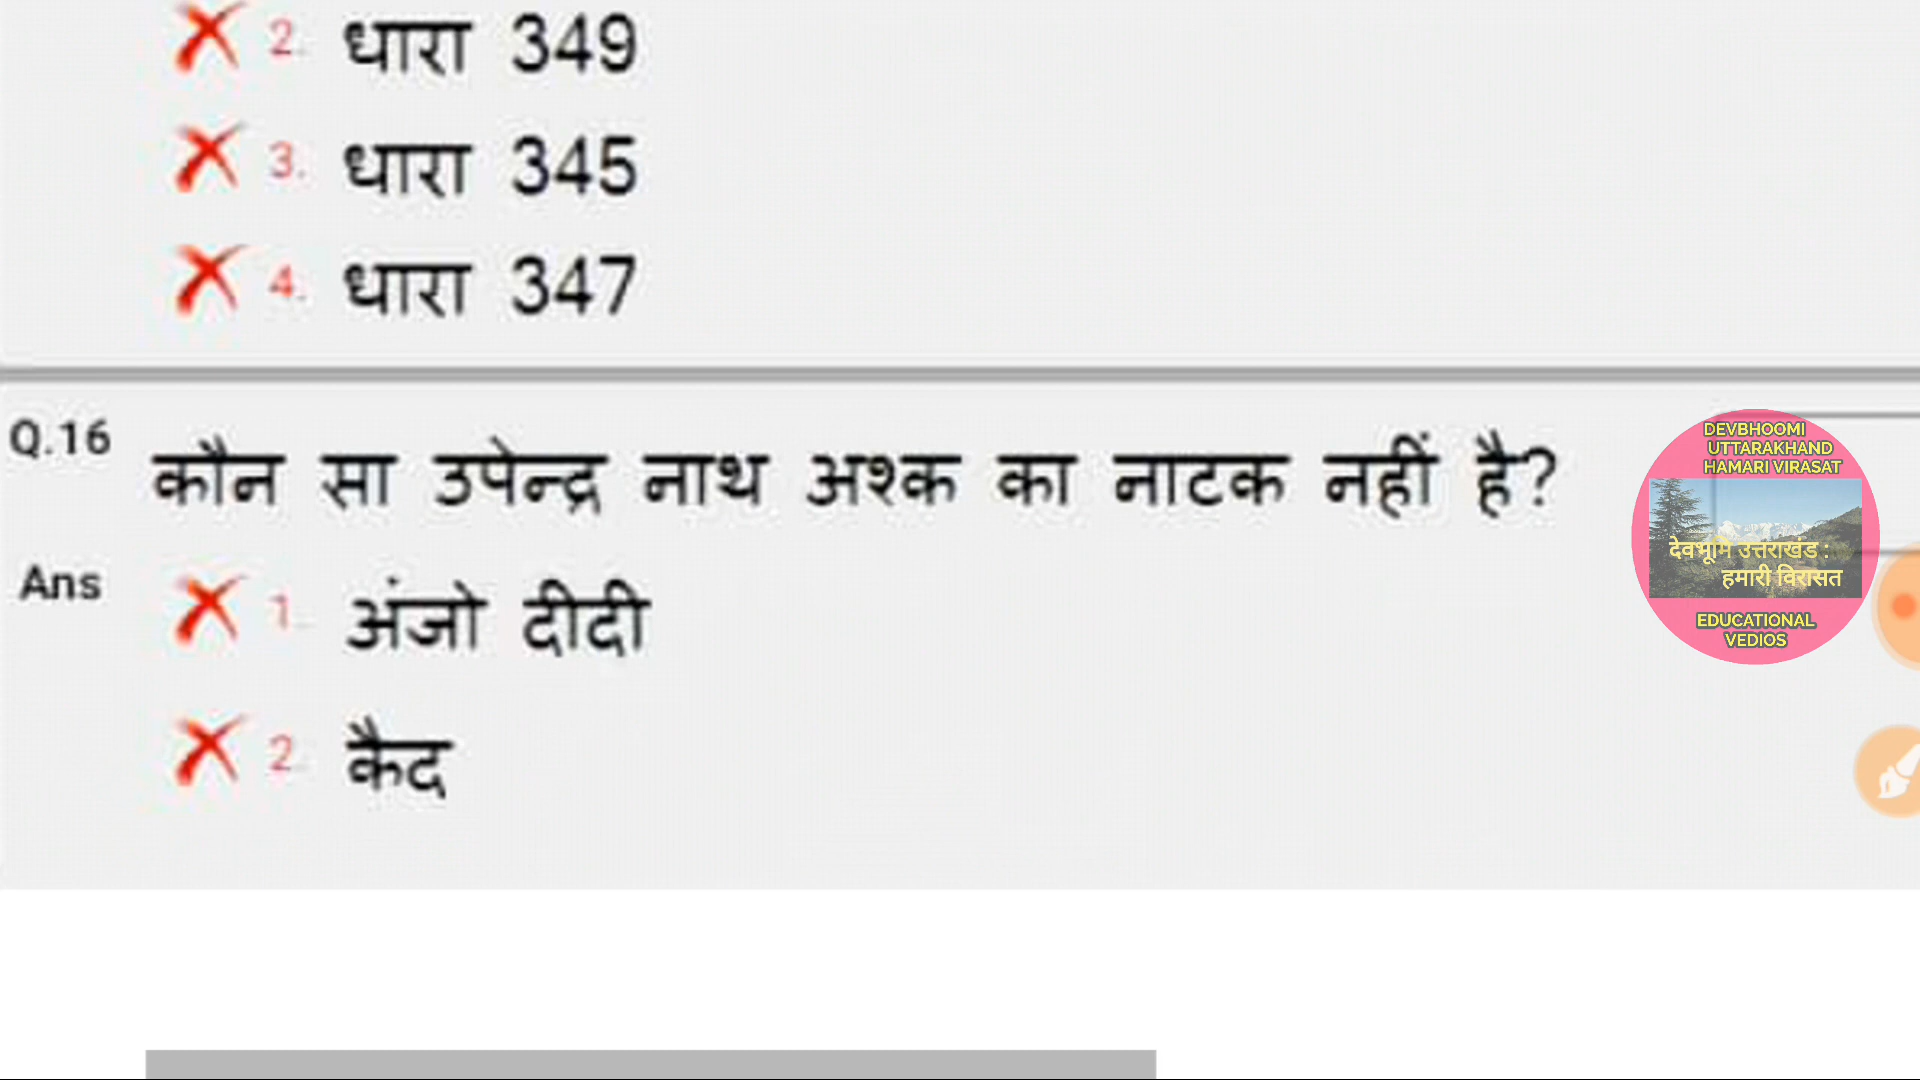 2. धारा 349
3. धारा 345
4. धारा 347
Q.16 कौन सा उपेन्द्र नाथ अश्क का नाटक नहीं है?
Ans 1. अंजो दीदी
2. कैद
DEVBHOOMI
UTTARAKHAND
HAMARI VIRASAT
देवभूमि उत्तराखंड :
हमारी विरासत
EDUCATIONAL
VEDIOS